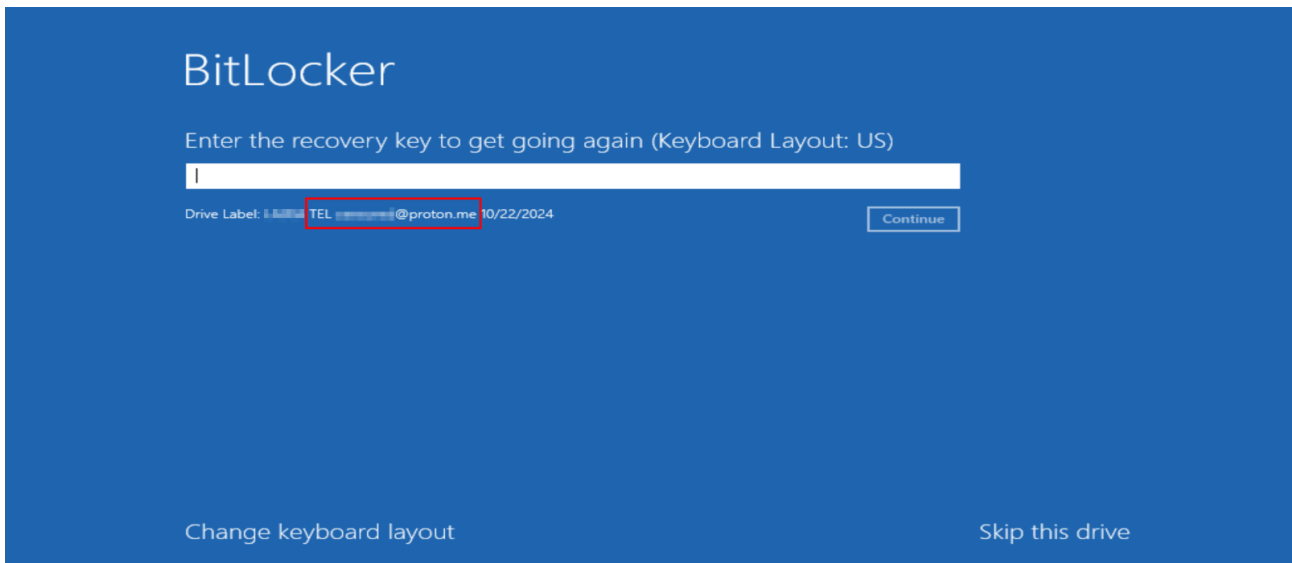 BitLocker
Enter the recovery key to get going again (Keyboard Layout: US)
Drive Label: TEL @proton.me 10/22/2024
Continue
Change keyboard layout
Skip this drive